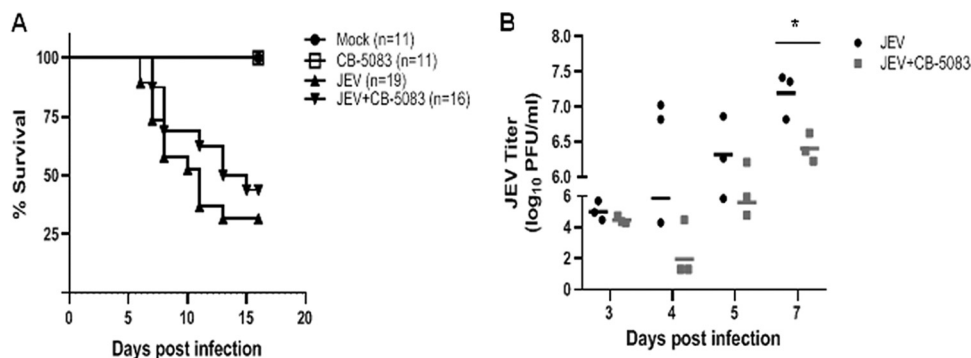 A
% Survival
100
75
50
25
0
5
10
15
20
Days post infection
Mock (n=11)
CB-5083 (n=11)
JEV (n=19)
JEV+CB-5083 (n=16)
B
JEV Titer
(log10 PFU/ml)
8.0
7.5
7.0
6.5
6.0
6
4
2
0
3
4
5
7
Days post infection
*
JEV
JEV+CB-5083